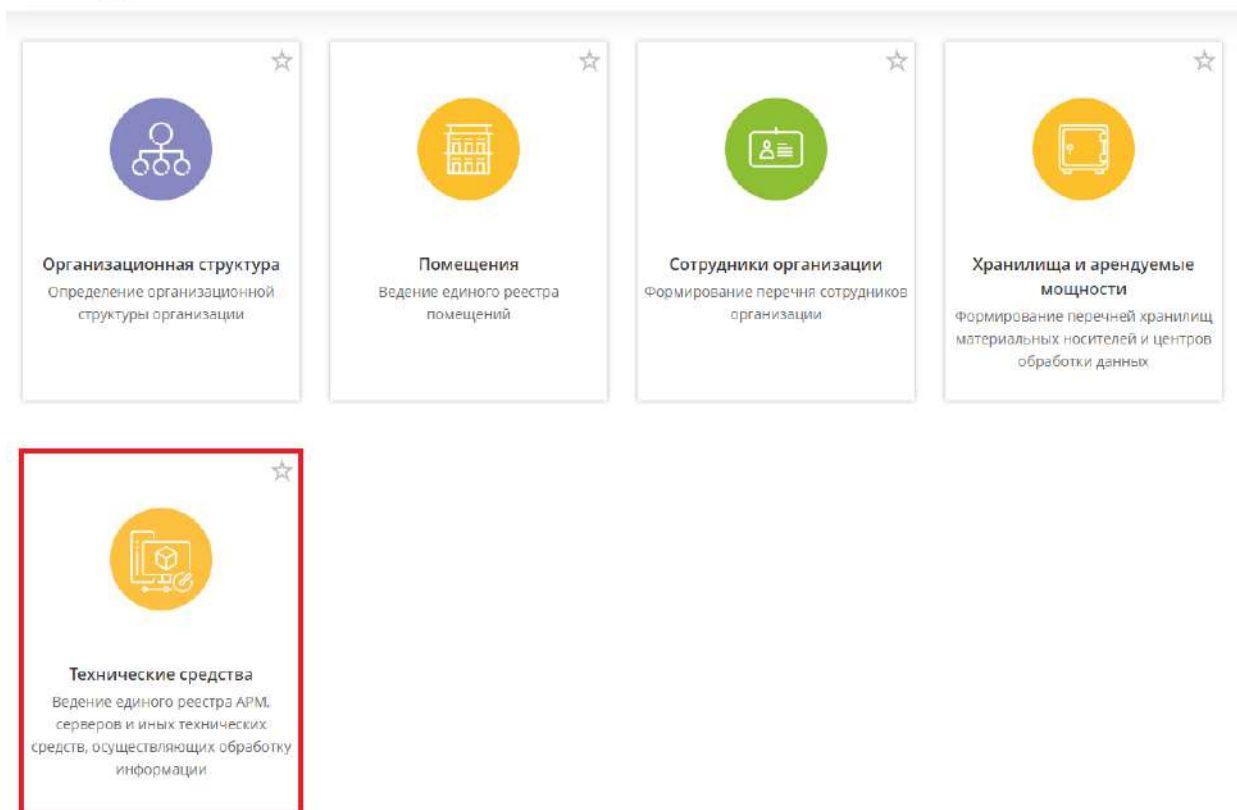 Организационная структура
Определение организационной
структуры организации
Помещения
Ведение единого реестра
помещений
Сотрудники организации
Формирование перечня сотрудников
организации
Хранилища и арендуемые
мощности
Формирование перечней хранилищ
материальных носителей и центров
обработки данных
Технические средства
Ведение единого реестра АРМ,
серверов и иных технических
средств, осуществляющих обработку
информации